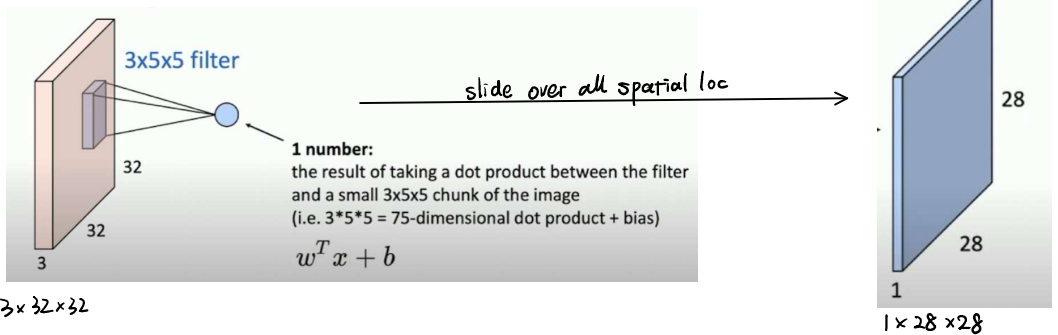 3x5x5 filter
slide over all spatial loc
28
1 number:
32
the result of taking a dot product between the filter
and a small 3x5x5 chunk of the image
(i.e. 3*5*5 = 75-dimensional dot product + bias)
32
28
w^T x + b
3
1
3 x 32 x 32
1 x 28 x 28